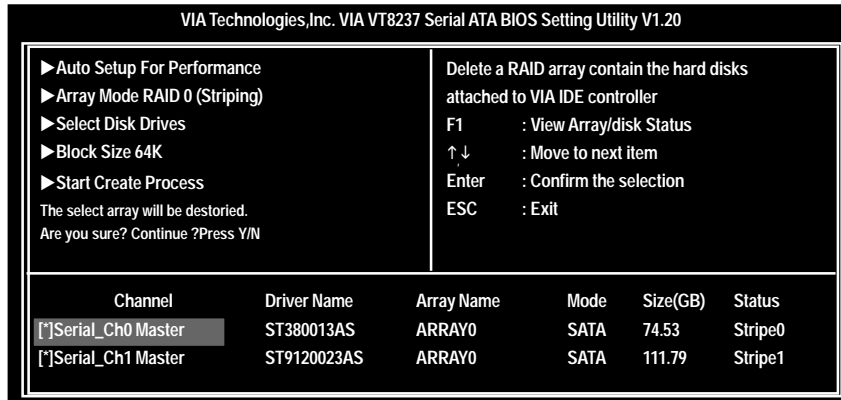 VIA Technologies,Inc. VIA VT8237 Serial ATA BIOS Setting Utility V1.20
▶Auto Setup For Performance
▶Array Mode RAID 0 (Striping)
▶Select Disk Drives
▶Block Size 64K
▶Start Create Process
The select array will be destoried.
Are you sure? Continue ?Press Y/N
Delete a RAID array contain the hard disks
attached to VIA IDE controller
F1 : View Array/disk Status
↑,↓ : Move to next item
Enter : Confirm the selection
ESC : Exit
Channel Driver Name Array Name Mode Size(GB) Status
[*]Serial_Ch0 Master ST380013AS ARRAY0 SATA 74.53 Stripe0
[*]Serial_Ch1 Master ST9120023AS ARRAY0 SATA 111.79 Stripe1